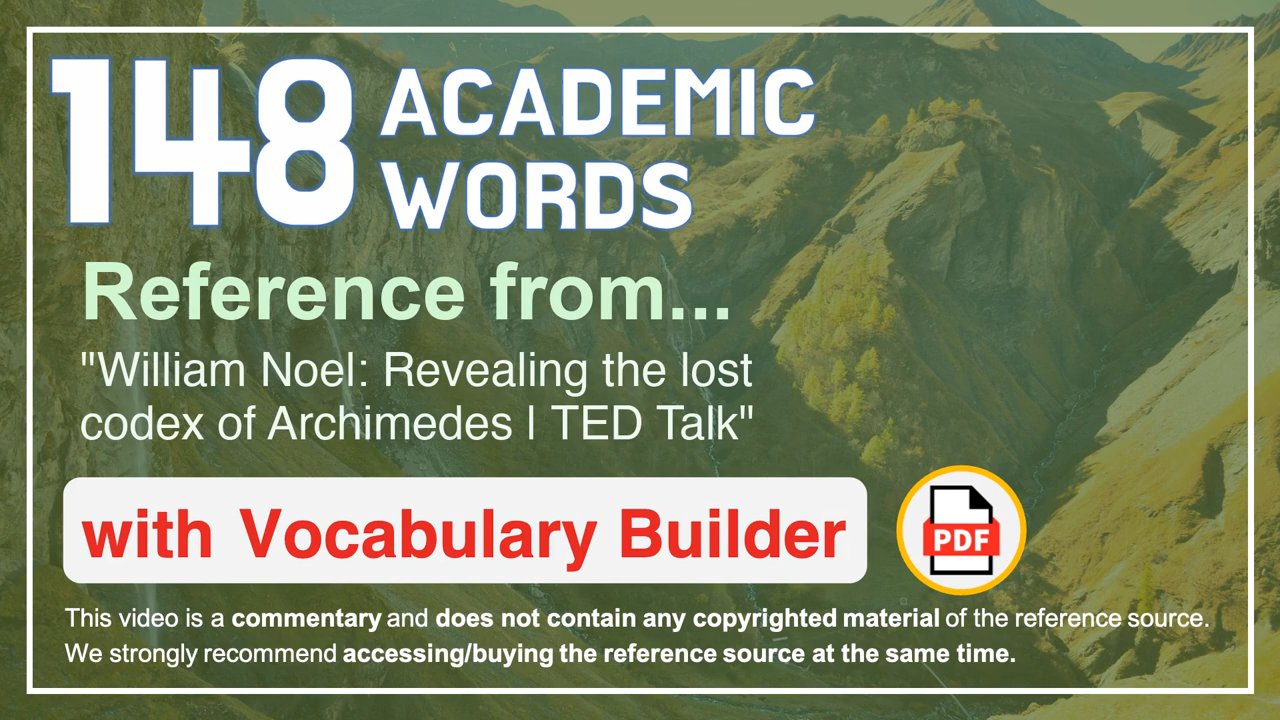 148 ACADEMIC
WORDS
Reference from...
"William Noel: Revealing the lost
codex of Archimedes | TED Talk"
with Vocabulary Builder
PDF
This video is a commentary and does not contain any copyrighted material of the reference source.
We strongly recommend accessing/buying the reference source at the same time.